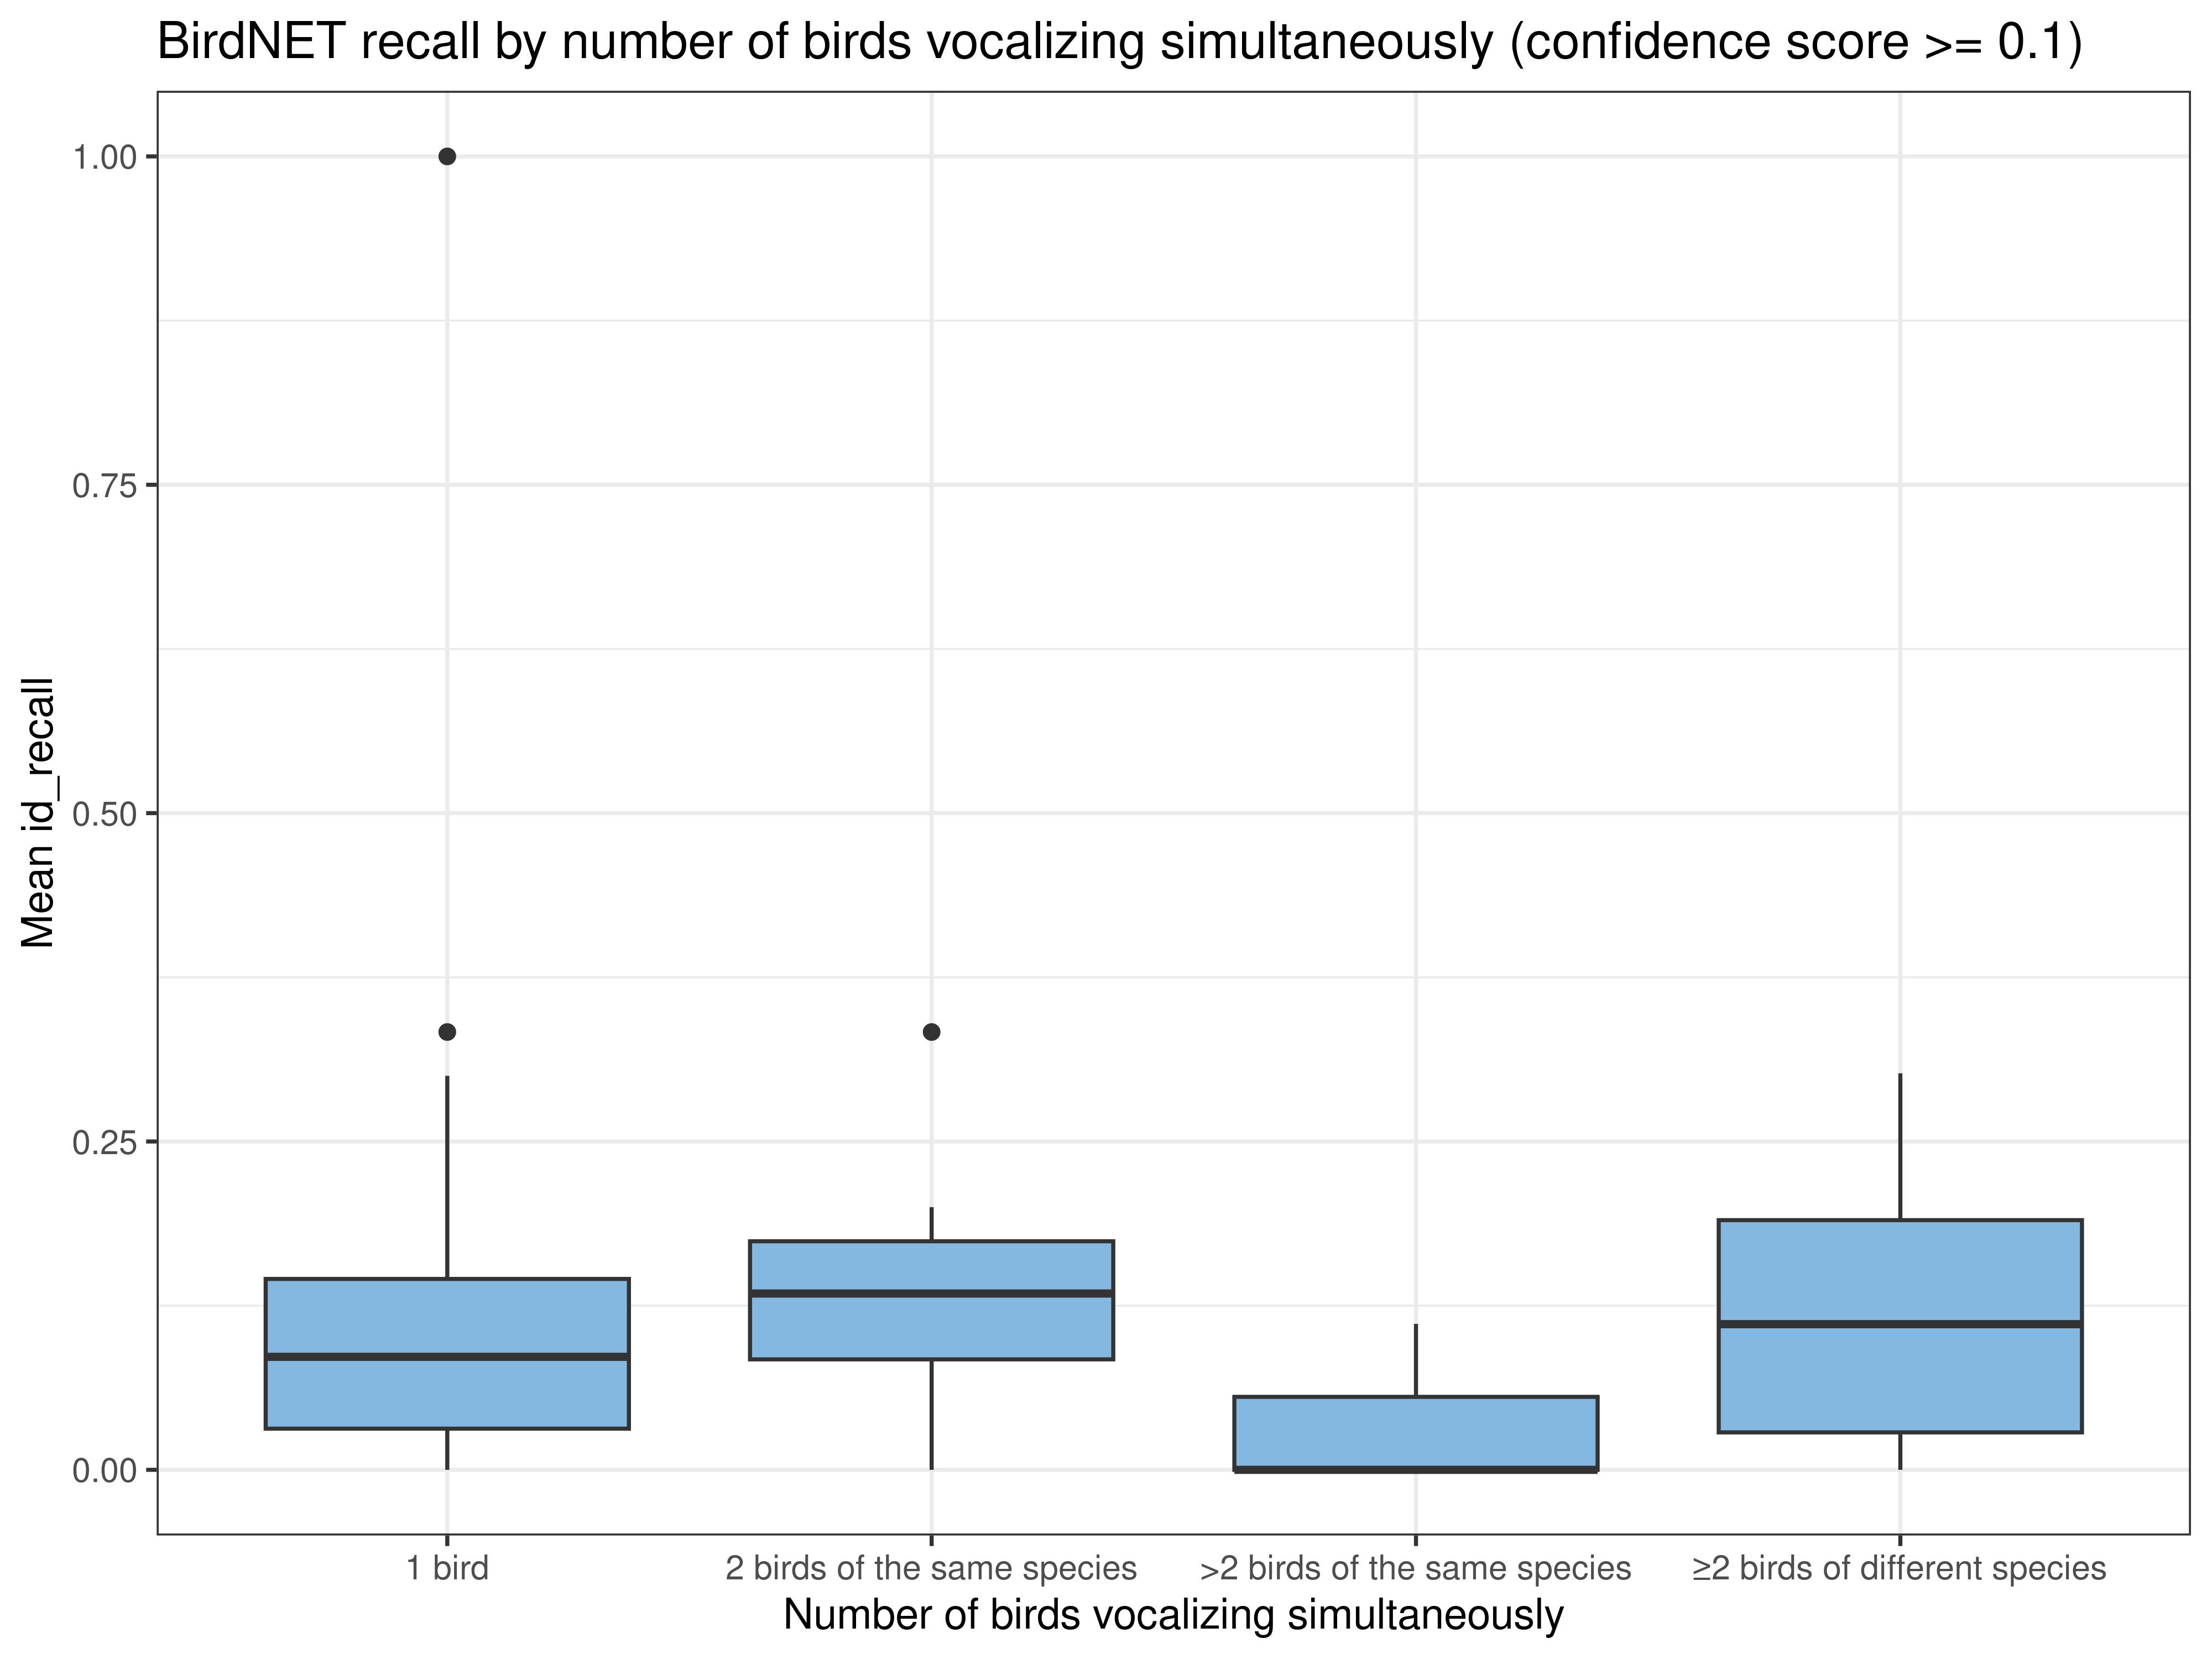 BirdNET recall by number of birds vocalizing simultaneously (confidence score >= 0.1)
Mean id_recall
1.00
0.75
0.50
0.25
0.00
1 bird
2 birds of the same species
>2 birds of the same species
≥2 birds of different species
Number of birds vocalizing simultaneously